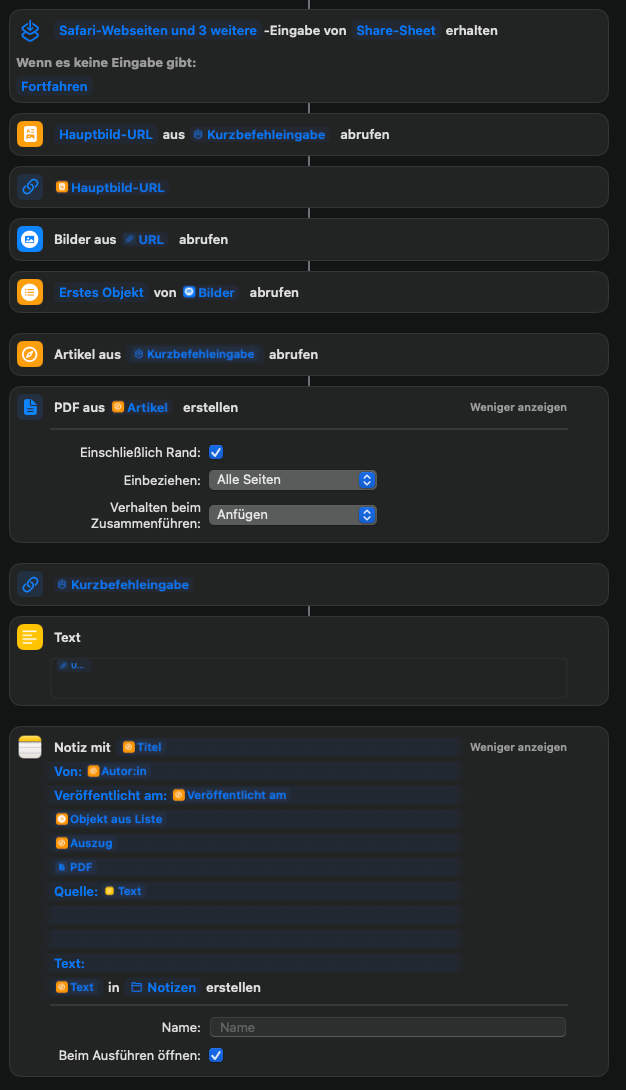 Safari-Webseiten und 3 weitere -Eingabe von Share-Sheet erhalten
Wenn es keine Eingabe gibt:
Fortfahren
Hauptbild-URL aus Kurzbefehleingabe abrufen
Hauptbild-URL
Bilder aus URL abrufen
Erstes Objekt von Bilder abrufen
Artikel aus Kurzbefehleingabe abrufen
PDF aus Artikel erstellen Weniger anzeigen
Einschließlich Rand:
Einbeziehen: Alle Seiten
Verhalten beim
Zusammenführen: Anfügen
Kurzbefehleingabe
Text
U...
Notiz mit Titel Weniger anzeigen
Von: Autor:in
Veröffentlicht am: Veröffentlicht am
Objekt aus Liste
Auszug
PDF
Quelle: Text
Text:
Text in Notizen erstellen
Name: Name
Beim Ausführen öffnen: